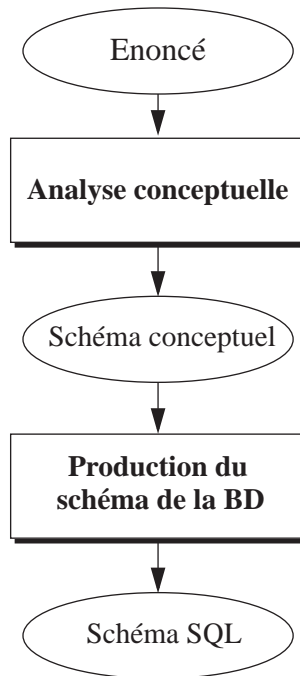 Enoncé
Analyse conceptuelle
Schéma conceptuel
Production du
schéma de la BD
Schéma SQL